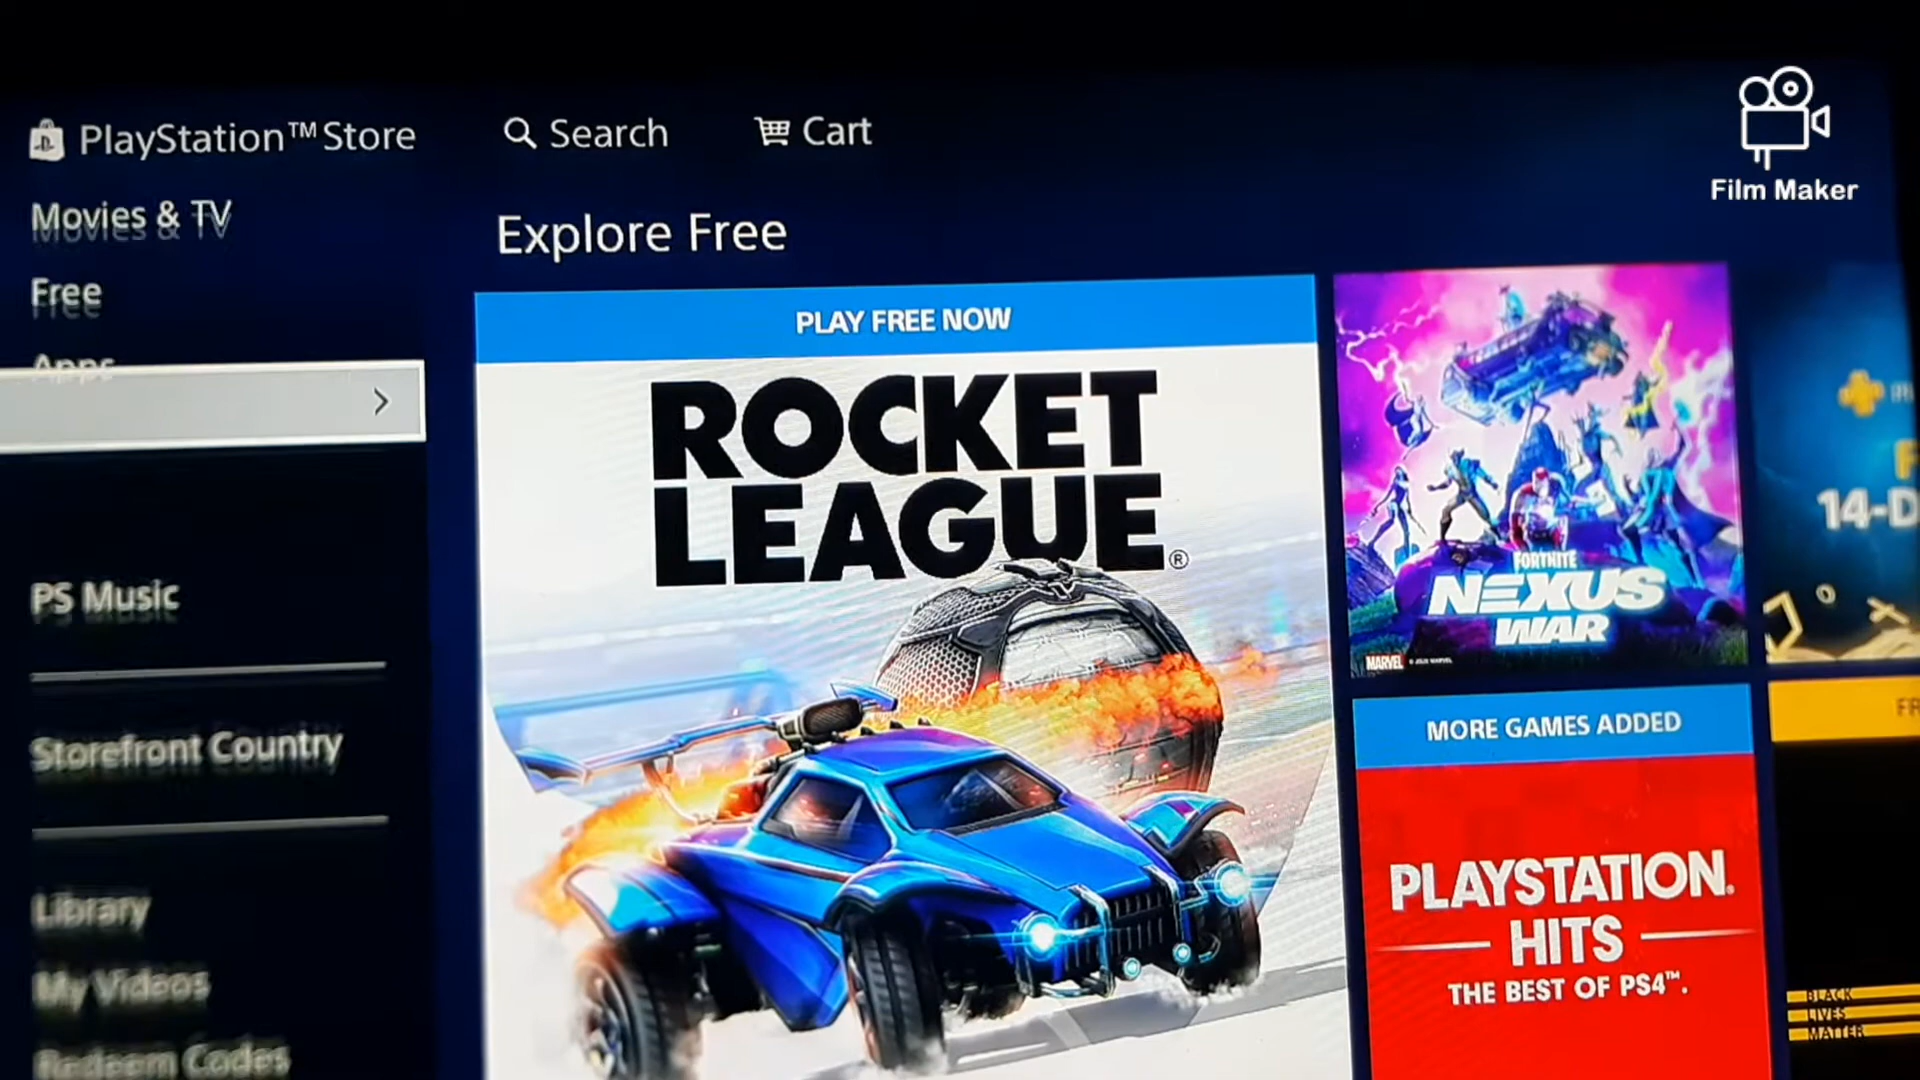 PlayStation™Store
Search
Cart
Film Maker
Movies & TV
Free
Apps
PS Music
Storefront Country
Library
My Videos
Redeem Codes
Explore Free
PLAY FREE NOW
ROCKET
LEAGUE®
FORTNITE
NEXUS
WAR
MARVEL
14-D
MORE GAMES ADDED
PLAYSTATION®
HITS
THE BEST OF PS4™.
FR
BLACK
LIVES
MATTER